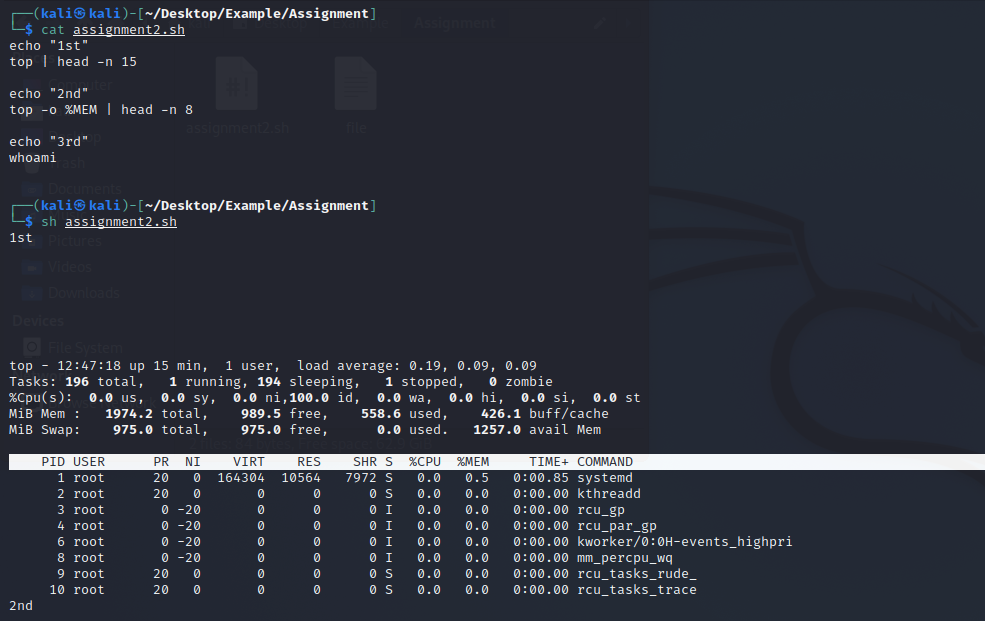 ┌──(kali㉿kali)-[~/Desktop/Example/Assignment]
└─$ cat assignment2.sh
echo "1st"
top | head -n 15

echo "2nd"
top -o %MEM | head -n 8

echo "3rd"
whoami

┌──(kali㉿kali)-[~/Desktop/Example/Assignment]
└─$ sh assignment2.sh
1st
Assignment
Computer
assignment2.sh file
Trash
Documents
Pictures
Videos
Downloads
Devices
File System
top - 12:47:18 up 15 min,  1 user,  load average: 0.19, 0.09, 0.09
Tasks: 196 total,   1 running, 194 sleeping,   1 stopped,   0 zombie
%Cpu(s):  0.0 us,  0.0 sy,  0.0 ni,100.0 id,  0.0 wa,  0.0 hi,  0.0 si,  0.0 st
MiB Mem :   1974.2 total,    989.5 free,    558.6 used,    426.1 buff/cache
MiB Swap:    975.0 total,    975.0 free,      0.0 used.   1257.0 avail Mem

    PID USER      PR  NI    VIRT    RES    SHR S  %CPU  %MEM     TIME+ COMMAND
      1 root      20   0  164304  10564   7972 S   0.0   0.5   0:00.85 systemd
      2 root      20   0       0      0      0 S   0.0   0.0   0:00.00 kthreadd
      3 root       0 -20       0      0      0 I   0.0   0.0   0:00.00 rcu_gp
      4 root       0 -20       0      0      0 I   0.0   0.0   0:00.00 rcu_par_gp
      6 root       0 -20       0      0      0 I   0.0   0.0   0:00.00 kworker/0:0H-events_highpri
      8 root       0 -20       0      0      0 I   0.0   0.0   0:00.00 mm_percpu_wq
      9 root      20   0       0      0      0 S   0.0   0.0   0:00.00 rcu_tasks_rude_
     10 root      20   0       0      0      0 S   0.0   0.0   0:00.00 rcu_tasks_trace
2nd